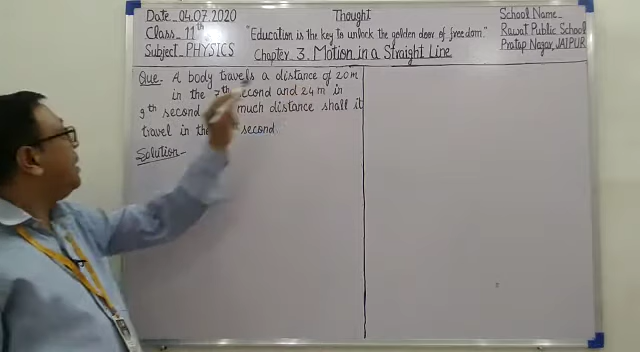 Date_04.07.2020
Class_11th
Subject_PHYSICS
Thought
"Education is the key to unlock the golden door of freedom."
Chapter 3. Motion in a Straight Line
School Name_
Rawat Public School
Pratap Nagar, JAIPUR
Que. A body travels a distance of 20m
in the 7th second and 24 m in
9th second much distance shall it
travel in the second.
Solution_